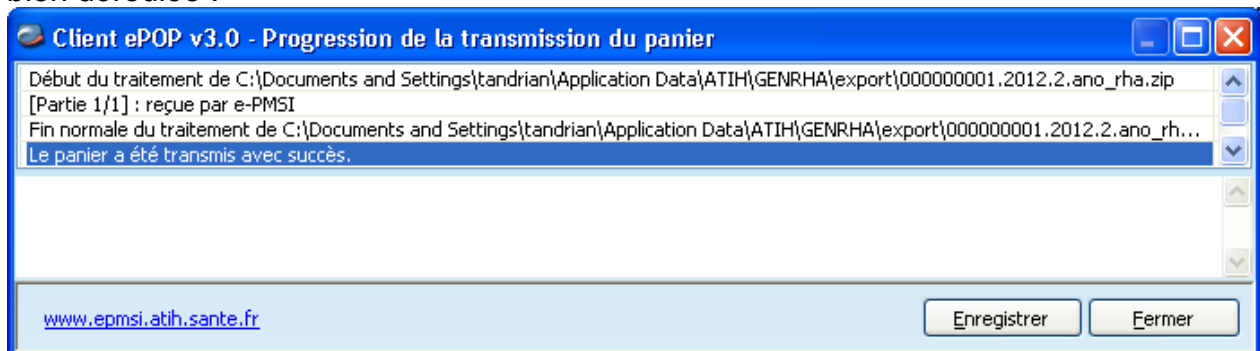 Client ePOP v3.0 - Progression de la transmission du panier
Début du traitement de C:\Documents and Settings\tandrian\Application Data\ATIH\GENRHA\export\000000001.2012.2.ano_rha.zip
[Partie 1/1] : reçue par e-PMSI
Fin normale du traitement de C:\Documents and Settings\tandrian\Application Data\ATIH\GENRHA\export\000000001.2012.2.ano_rh...
Le panier a été transmis avec succès.
www.epmsi.atih.sante.fr Enregistrer Fermer